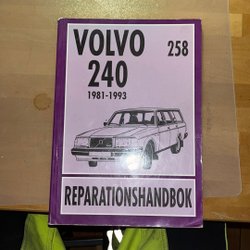 VOLVO
258
240
1981-1993
REPARATIONSHANDBOK